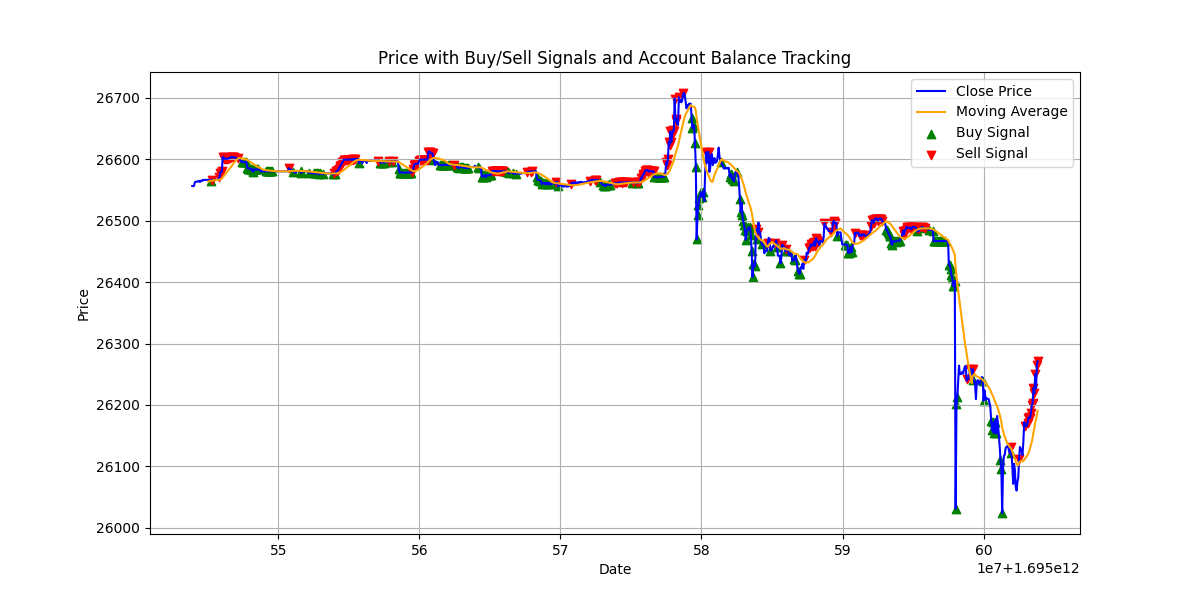 Price with Buy/Sell Signals and Account Balance Tracking
Close Price
Moving Average
Buy Signal
Sell Signal
Price
26700
26600
26500
26400
26300
26200
26100
26000
55 56 57 58 59 60
1e7+1.695e12
Date